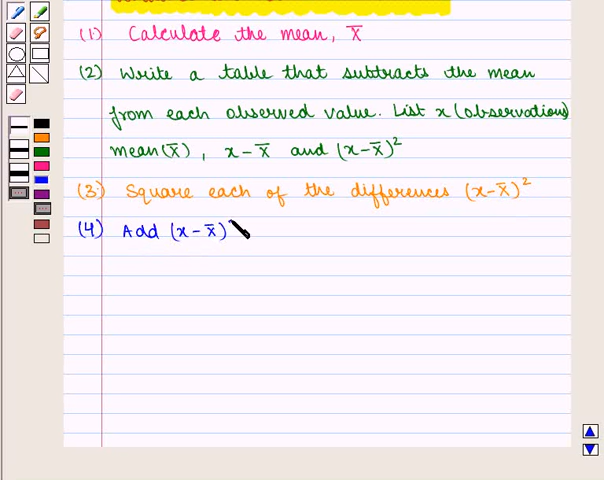 (1) Calculate the mean, x̅
(2) Write a table that subtracts the mean
from each observed value. List x (observations)
mean (x̅), x - x̅ and (x-x̅)²
(3) Square each of the differences (x-x̅)²
(4) Add (x-x̅)